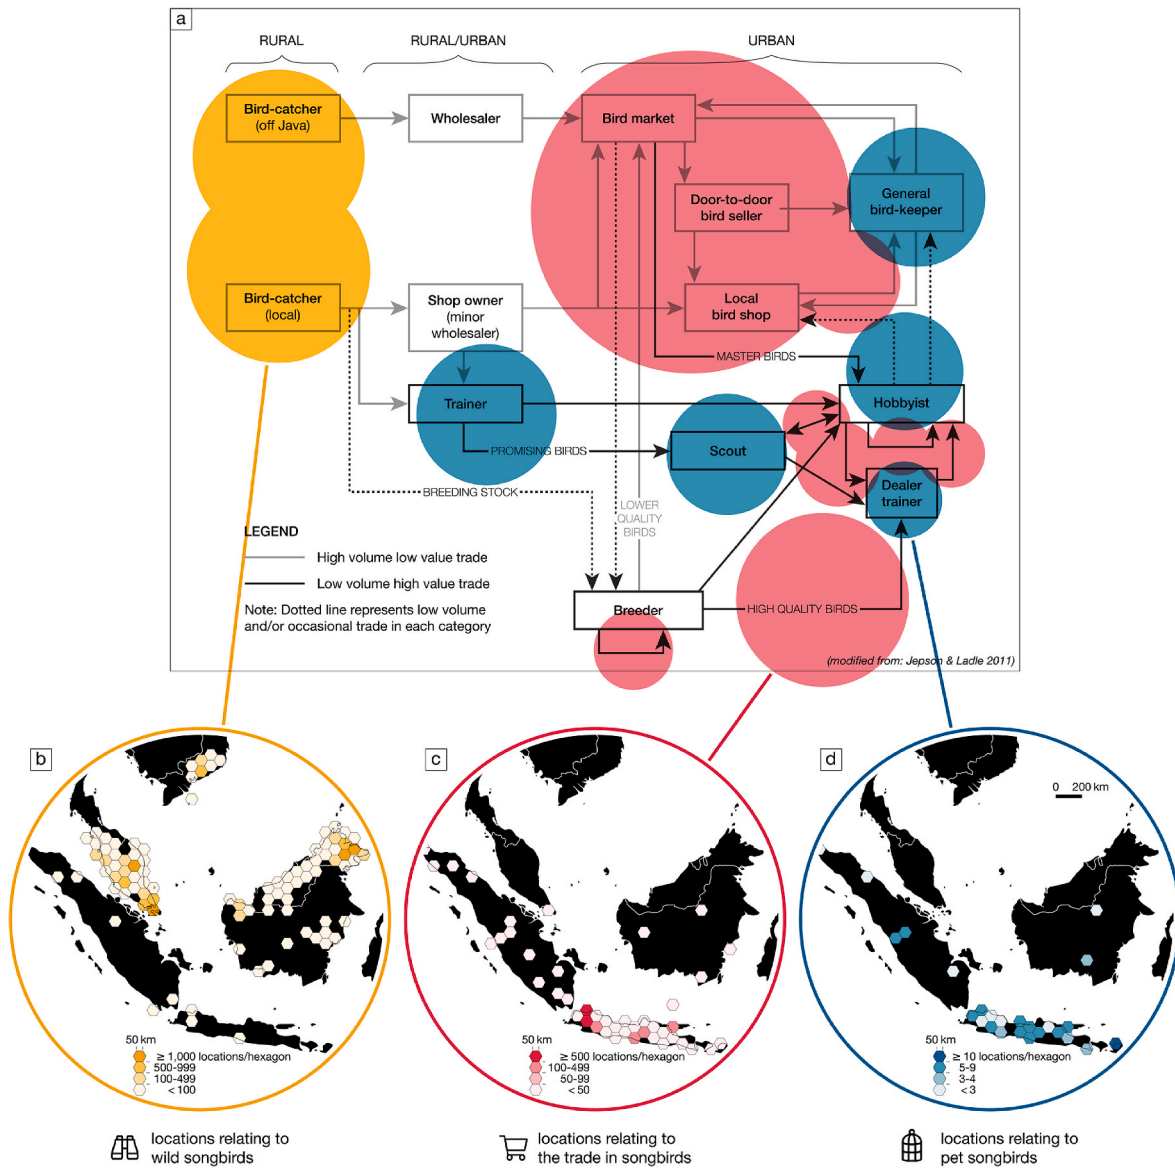 a
RURAL
RURAL/URBAN
URBAN
Bird-catcher
(off Java)
Wholesaler
Bird market
Door-to-door
bird seller
General
bird-keeper
Bird-catcher
(local)
Shop owner
(minor
wholesaler)
Local
bird shop
MASTER BIRDS
Trainer
Hobbyist
PROMISING BIRDS
Scout
Dealer
trainer
BREEDING STOCK
LOWER
QUALITY
BIRDS
LEGEND
High volume low value trade
Low volume high value trade
Note: Dotted line represents low volume
and/or occasional trade in each category
Breeder
HIGH QUALITY BIRDS
(modified from: Jepson & Ladle 2011)
b
50 km
≥ 1,000 locations/hexagon
500-999
100-499
< 100
locations relating to
wild songbirds
c
50 km
≥ 500 locations/hexagon
100-499
50-99
< 50
locations relating to
the trade in songbirds
d
0 200 km
50 km
≥ 10 locations/hexagon
5-9
3-4
< 3
locations relating to
pet songbirds